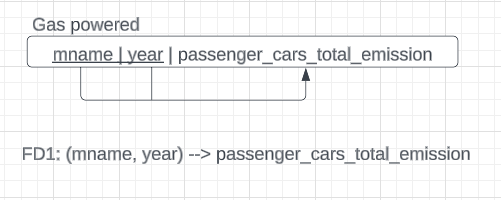 Gas powered
mname | year | passenger_cars_total_emission
FD1: (mname, year) --> passenger_cars_total_emission